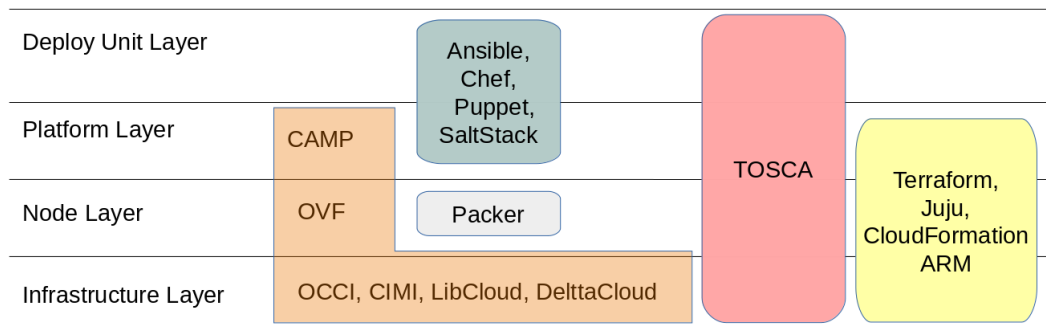 Deploy Unit Layer
Ansible,
Chef,
Puppet,
SaltStack
Platform Layer
CAMP
TOSCA
Terraform,
Juju,
CloudFormation
ARM
Node Layer
OVF
Packer
Infrastructure Layer
OCCI, CIMI, LibCloud, DelttaCloud